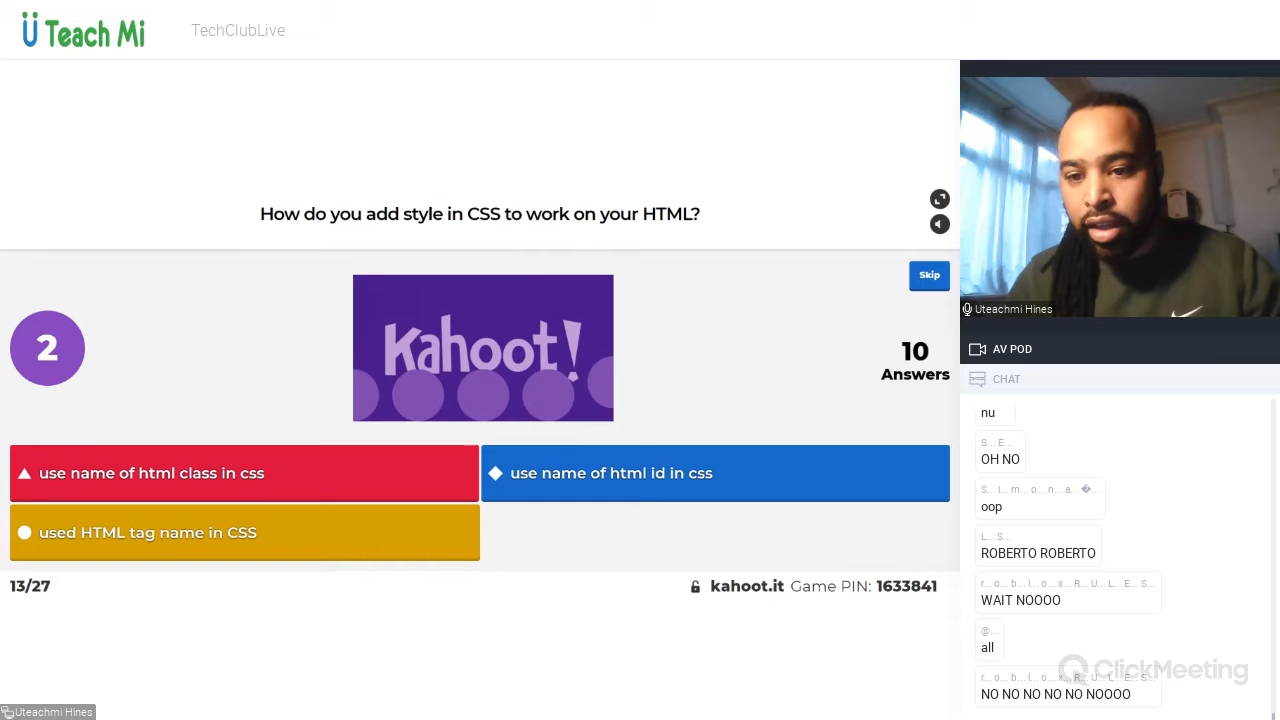 Ü Teach Mi
TechClubLive
How do you add style in CSS to work on your HTML?
Skip
2
Kahoot!
10
Answers
use name of html class in css
use name of html id in css
used HTML tag name in CSS
13/27
kahoot.it Game PIN: 1633841
Uteachmi Hines
Uteachmi Hines
AV POD
CHAT
nu
S... E...
OH NO
S... i... m... o... n... a... �...
oop
L... S...
ROBERTO ROBERTO
r... o... b... l... o... x... R... U... L... E... S...
WAIT NOOOO
@...
all
r... o... b... l... o... x... R... U... L... E... S...
NO NO NO NO NO NOOOO
ClickMeeting